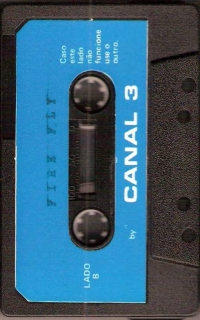 Caso
este
lado
não
funcione
use o
outro.
FIRE FLY
LADO
B
by CANAL 3